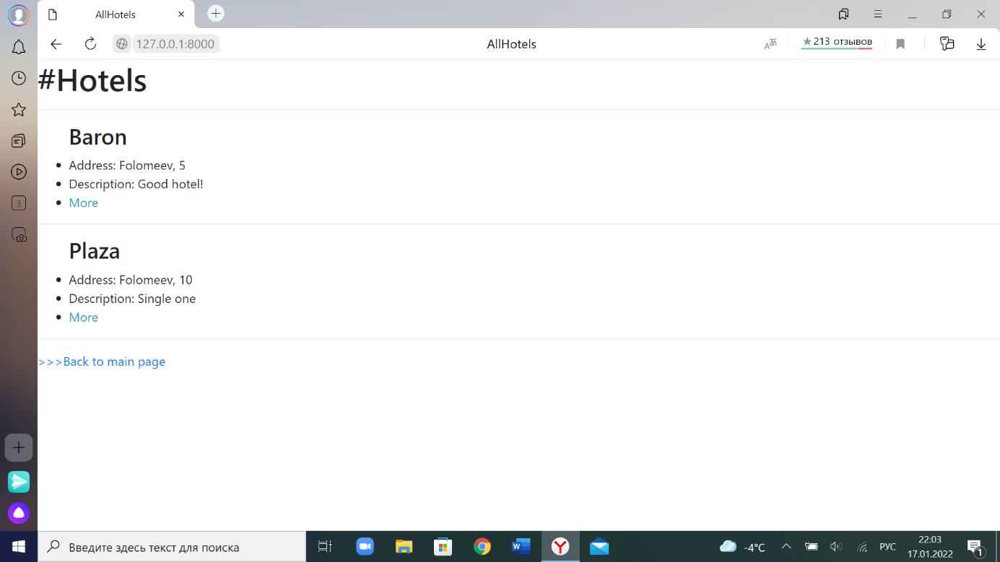 AllHotels
127.0.0.1:8000
AllHotels
213 отзывов
#Hotels
Baron
Address: Folomeev, 5
Description: Good hotel!
More
3
Plaza
Address: Folomeev, 10
Description: Single one
More
>>>Back to main page
Введите здесь текст для поиска
-4°C
РУС
22:03
17.01.2022
1